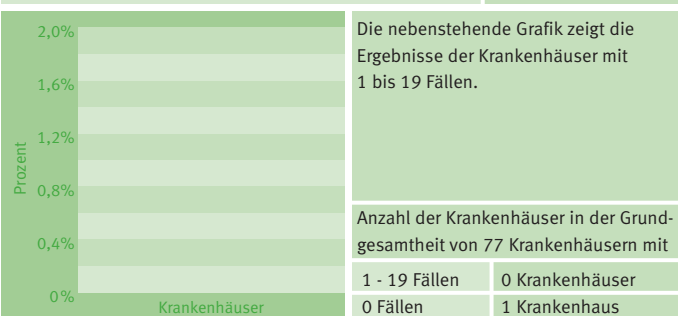 2,0%
1,6%
1,2%
0,8%
0,4%
0%
Prozent
Krankenhäuser
Die nebenstehende Grafik zeigt die
Ergebnisse der Krankenhäuser mit
1 bis 19 Fällen.
Anzahl der Krankenhäuser in der Grund-
gesamtheit von 77 Krankenhäusern mit
1 - 19 Fällen 0 Krankenhäuser
0 Fällen 1 Krankenhaus